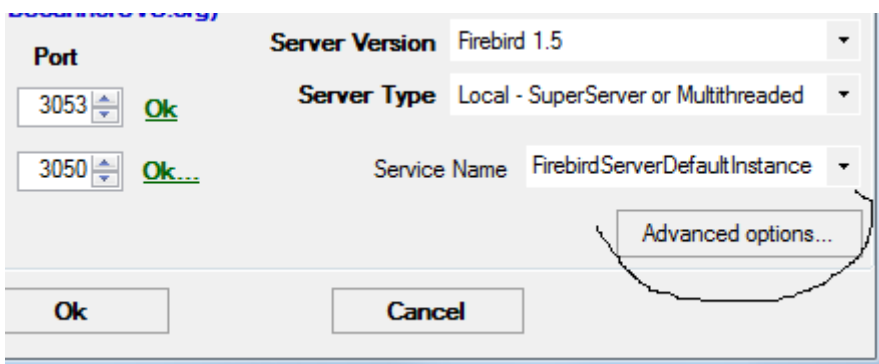 Server Version Firebird 1.5
Port
3053 Ok
Server Type Local - SuperServer or Multithreaded
3050 Ok...
Service Name FirebirdServerDefaultInstance
Advanced options...
Ok Cancel